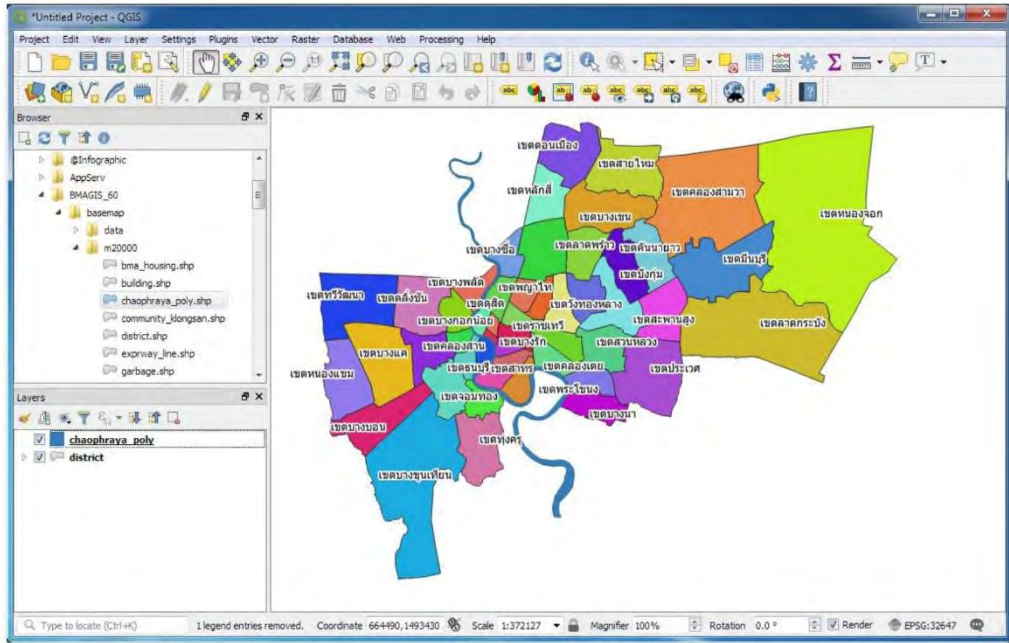 *Untitled Project - QGIS
Project Edit View Layer Settings Plugins Vector Raster Database Web Processing Help
Browser
@Infographic
AppServ
BMAGIS_60
basemap
data
m20000
bma_housing.shp
building.shp
chaophraya_poly.shp
community_klongsan.shp
district.shp
exprway_line.shp
garbage.shp
Layers
chaophraya_poly
district
เขตดอนเมือง
เขตสายไหม
เขตหลักสี่
เขตคลองสามวา
เขตหนองจอก
เขตบางเขน
เขตบางซื่อ
เขตลาดพร้าว
เขตคันนายาว
เขตมีนบุรี
เขตบึงกุ่ม
เขตบางพลัด
เขตพญาไท
เขตทวีวัฒนา
เขตตลิ่งชัน
เขตดุสิต
เขตวังทองหลาง
เขตสะพานสูง
เขตลาดกระบัง
เขตบางกอกน้อย
เขตราชเทวี
เขตคลองสาน
เขตบางรัก
เขตสวนหลวง
เขตบางแค
เขตหนองแขม
เขตธนบุรี
เขตสาทร
เขตคลองเตย
เขตประเวศ
เขตจอมทอง
เขตพระโขนง
เขตบางนา
เขตบางบอน
เขตทุ่งครุ
เขตบางขุนเทียน
Type to locate (Ctrl+K) 1 legend entries removed. Coordinate 664490,1493430 Scale 1:372127 Magnifier 100% Rotation 0.0 ° Render EPSG:32647